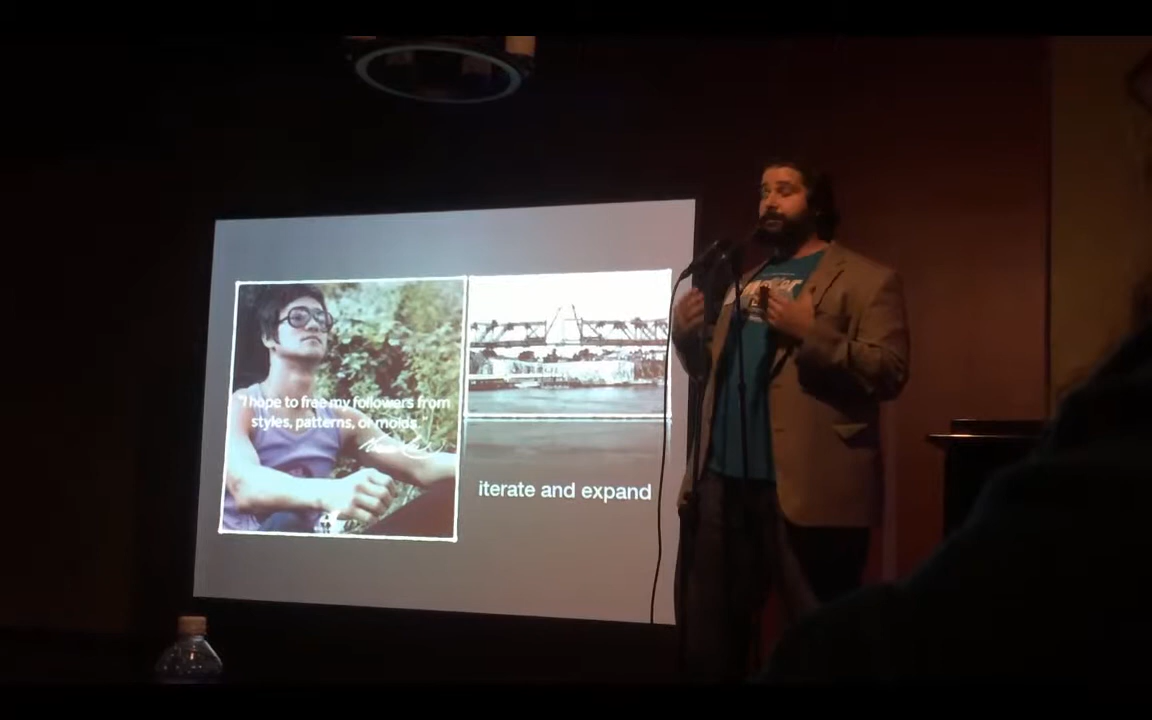 "I hope to free my followers from
styles, patterns, or molds."
iterate and expand